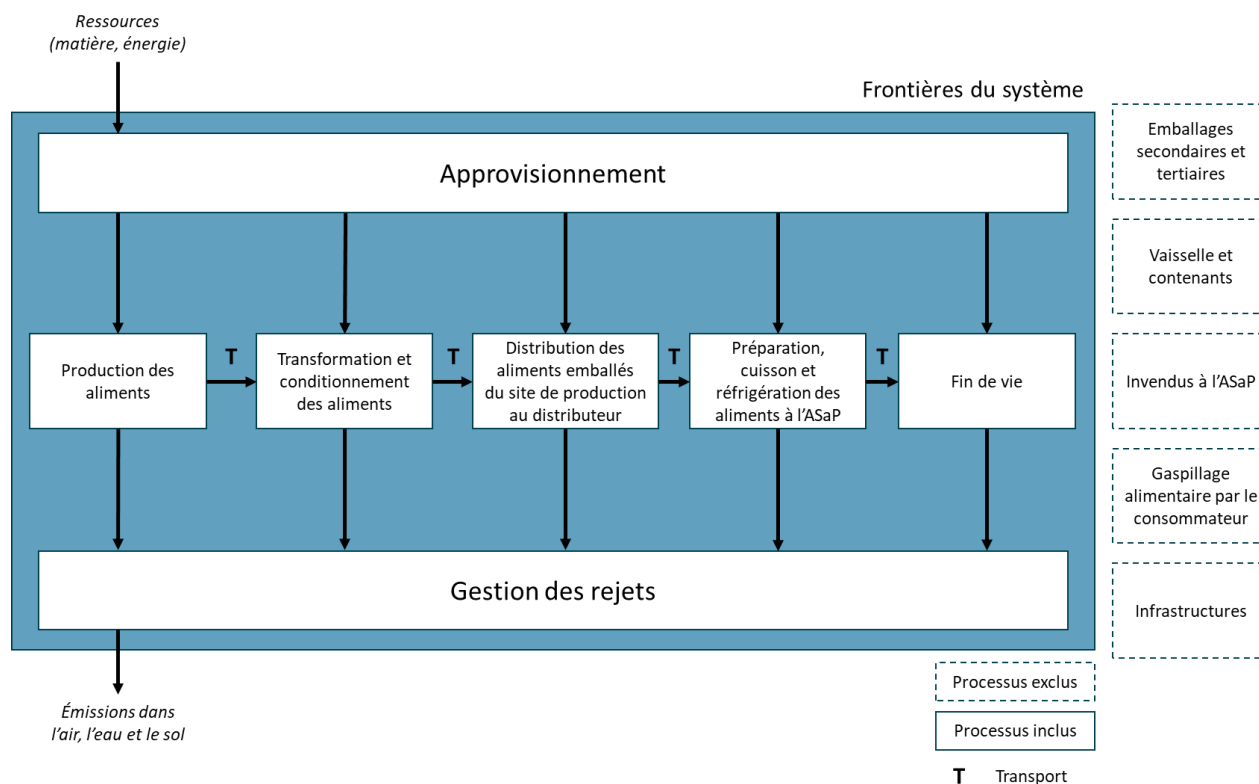 Ressources
(matière, énergie)
Frontières du système
Approvisionnement
Emballages
secondaires et
tertiaires
Vaisselle et
contenants
Production des
aliments
T
Transformation et
conditionnement
des aliments
T
Distribution des
aliments emballés
du site de production
au distributeur
T
Préparation,
cuisson et
réfrigération des
aliments à l'ASaP
T
Fin de vie
Invendus à l'ASaP
Gaspillage
alimentaire par le
consommateur
Gestion des rejets
Infrastructures
Émissions dans
l'air, l'eau et le sol
Processus exclus
Processus inclus
T Transport